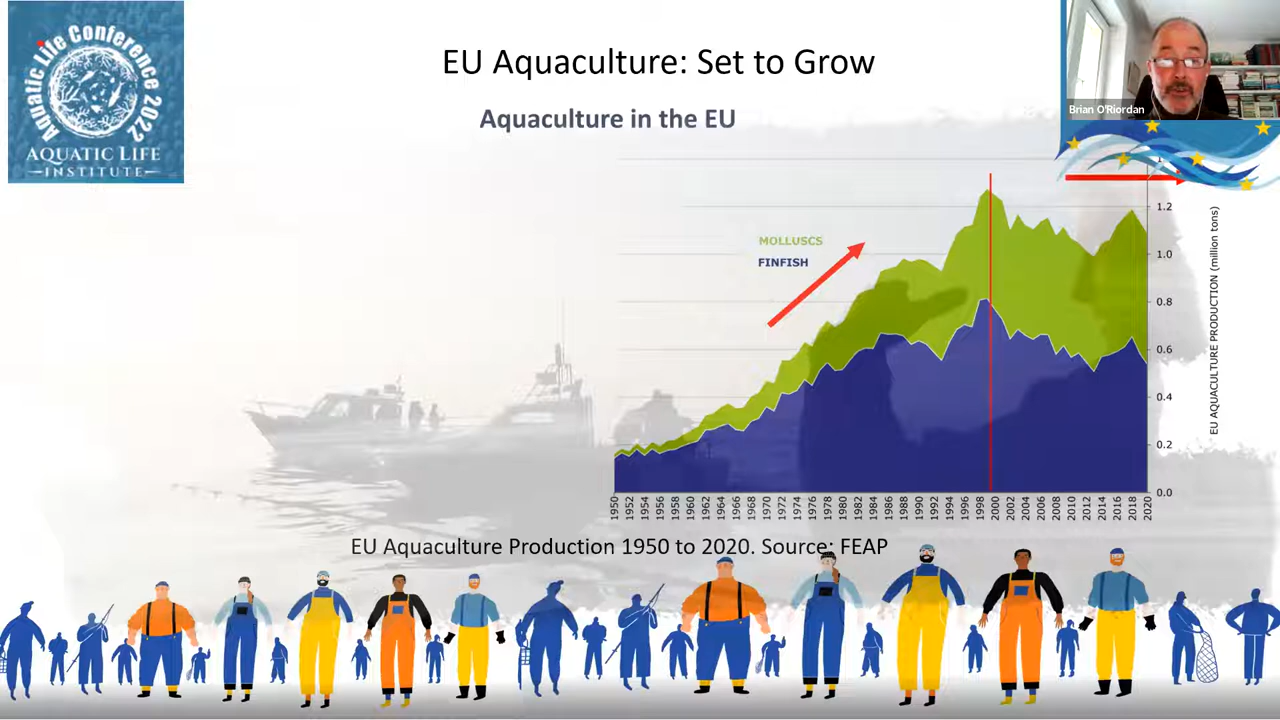 Aquatic Life Conference 2022
AQUATIC LIFE
INSTITUTE
EU Aquaculture: Set to Grow
Brian O'Riordan
Aquaculture in the EU
MOLLUSCS
FINFISH
1.2
1.0
0.8
0.6
0.4
0.2
0.0
EU AQUACULTURE PRODUCTION (million tons)
1950 1952 1954 1956 1958 1960 1962 1964 1966 1968 1970 1972 1974 1976 1978 1980 1982 1984 1986 1988 1990 1992 1994 1996 1998 2000 2002 2004 2006 2008 2010 2012 2014 2016 2018 2020
EU Aquaculture Production 1950 to 2020. Source: FEAP